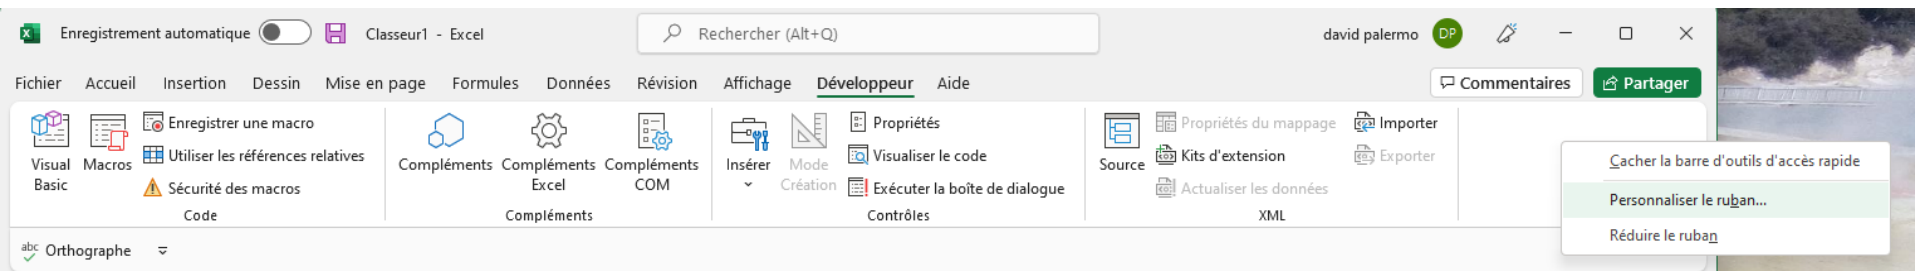 Enregistrement automatique
Classeur1 - Excel
Rechercher (Alt+Q)
david palermo
DP
Fichier Accueil Insertion Dessin Mise en page Formules Données Révision Affichage Développeur Aide
Commentaires
Partager
Visual Basic
Macros
Enregistrer une macro
Utiliser les références relatives
Sécurité des macros
Code
Compléments
Compléments Excel
Compléments COM
Compléments
Insérer
Mode Création
Propriétés
Visualiser le code
Exécuter la boîte de dialogue
Contrôles
Source
Propriétés du mappage
Kits d'extension
Actualiser les données
Importer
Exporter
XML
Cacher la barre d'outils d'accès rapide
Personnaliser le ruban...
Réduire le ruban
abc Orthographe